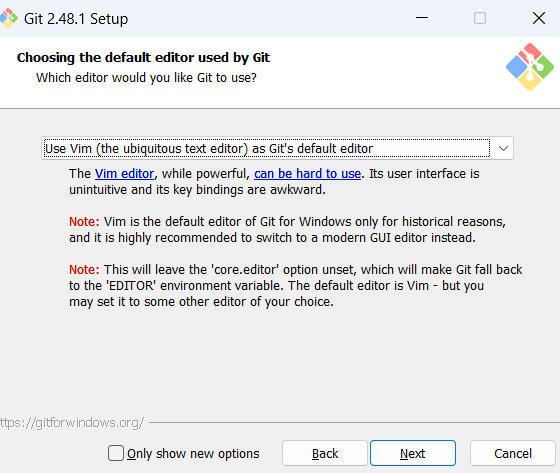 Git 2.48.1 Setup
Choosing the default editor used by Git
Which editor would you like Git to use?
Use Vim (the ubiquitous text editor) as Git's default editor
The Vim editor, while powerful, can be hard to use. Its user interface is
unintuitive and its key bindings are awkward.
Note: Vim is the default editor of Git for Windows only for historical reasons,
and it is highly recommended to switch to a modern GUI editor instead.
Note: This will leave the 'core.editor' option unset, which will make Git fall back
to the 'EDITOR' environment variable. The default editor is Vim - but you
may set it to some other editor of your choice.
ttps://gitforwindows.org/
Only show new options
Back
Next
Cancel